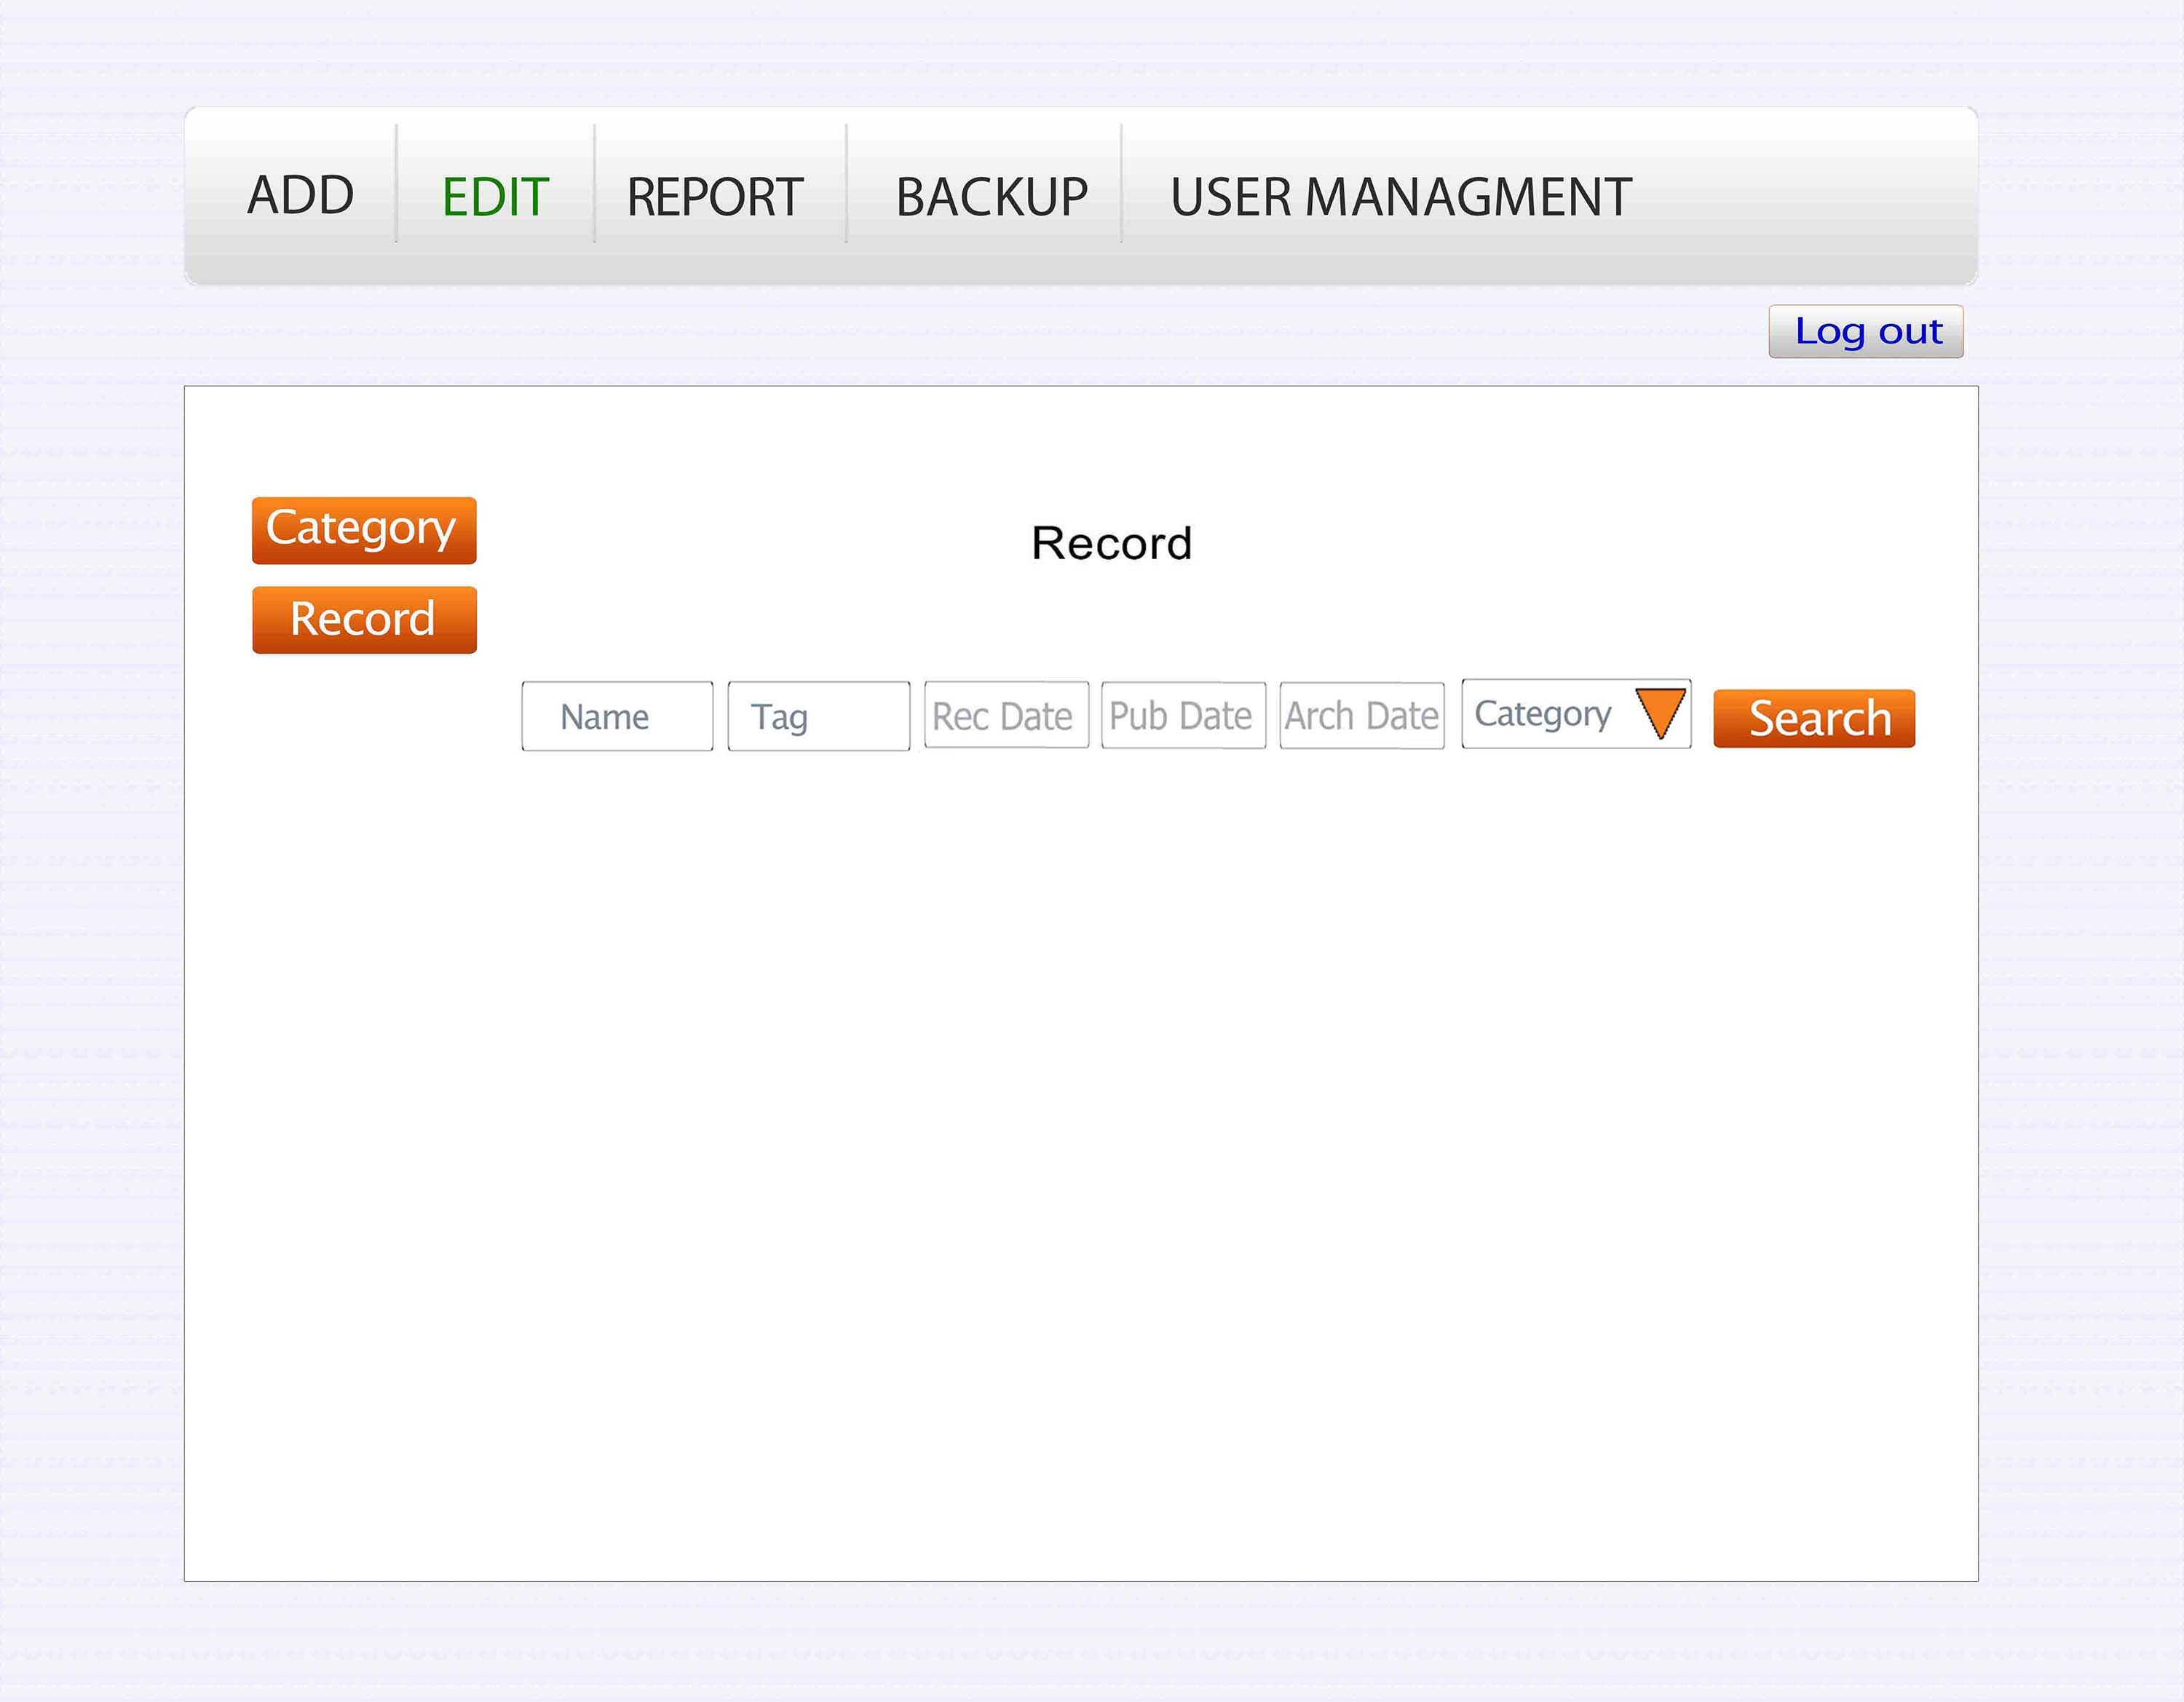 ADD EDIT REPORT BACKUP USER MANAGMENT
Log out
Category
Record
Record
Name Tag Rec Date Pub Date Arch Date Category Search